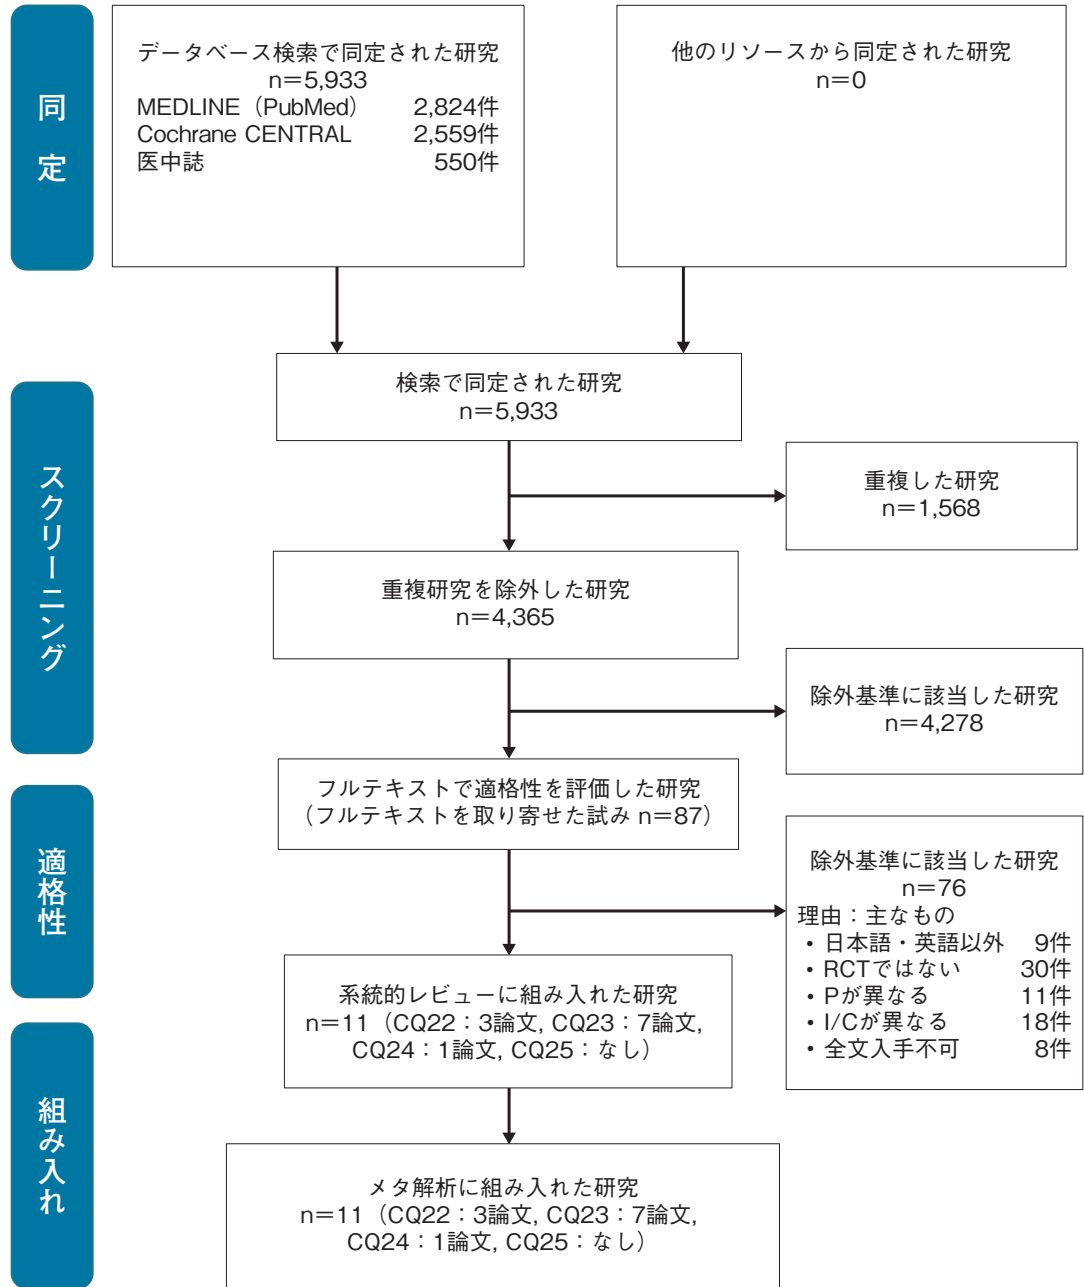 同定
データベース検索で同定された研究
n＝5,933
MEDLINE（PubMed） 2,824件
Cochrane CENTRAL 2,559件
医中誌 550件
他のリソースから同定された研究
n＝0
スクリーニング
検索で同定された研究
n＝5,933
重複した研究
n＝1,568
重複研究を除外した研究
n＝4,365
除外基準に該当した研究
n＝4,278
適格性
フルテキストで適格性を評価した研究
（フルテキストを取り寄せた試み n＝87）
除外基準に該当した研究
n＝76
理由：主なもの
• 日本語・英語以外 9件
• RCTではない 30件
• Pが異なる 11件
• I/Cが異なる 18件
• 全文入手不可 8件
系統的レビューに組み入れた研究
n＝11（CQ22：3論文, CQ23：7論文,
CQ24：1論文, CQ25：なし）
組み入れ
メタ解析に組み入れた研究
n＝11（CQ22：3論文, CQ23：7論文,
CQ24：1論文, CQ25：なし）